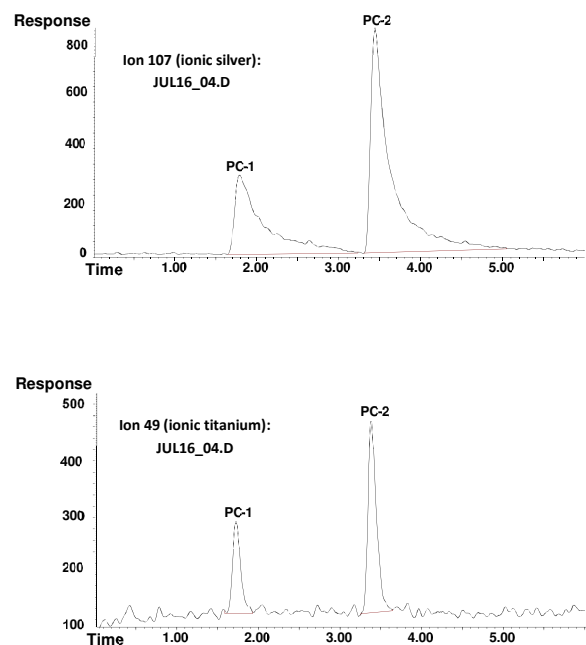 Response
PC-2
800
Ion 107 (ionic silver):
JUL16_04.D
600
400
PC-1
200
0
Time 1.00 2.00 3.00 4.00 5.00
Response
500
Ion 49 (ionic titanium):
PC-2
JUL16_04.D
400
PC-1
300
200
100
Time 1.00 2.00 3.00 4.00 5.00